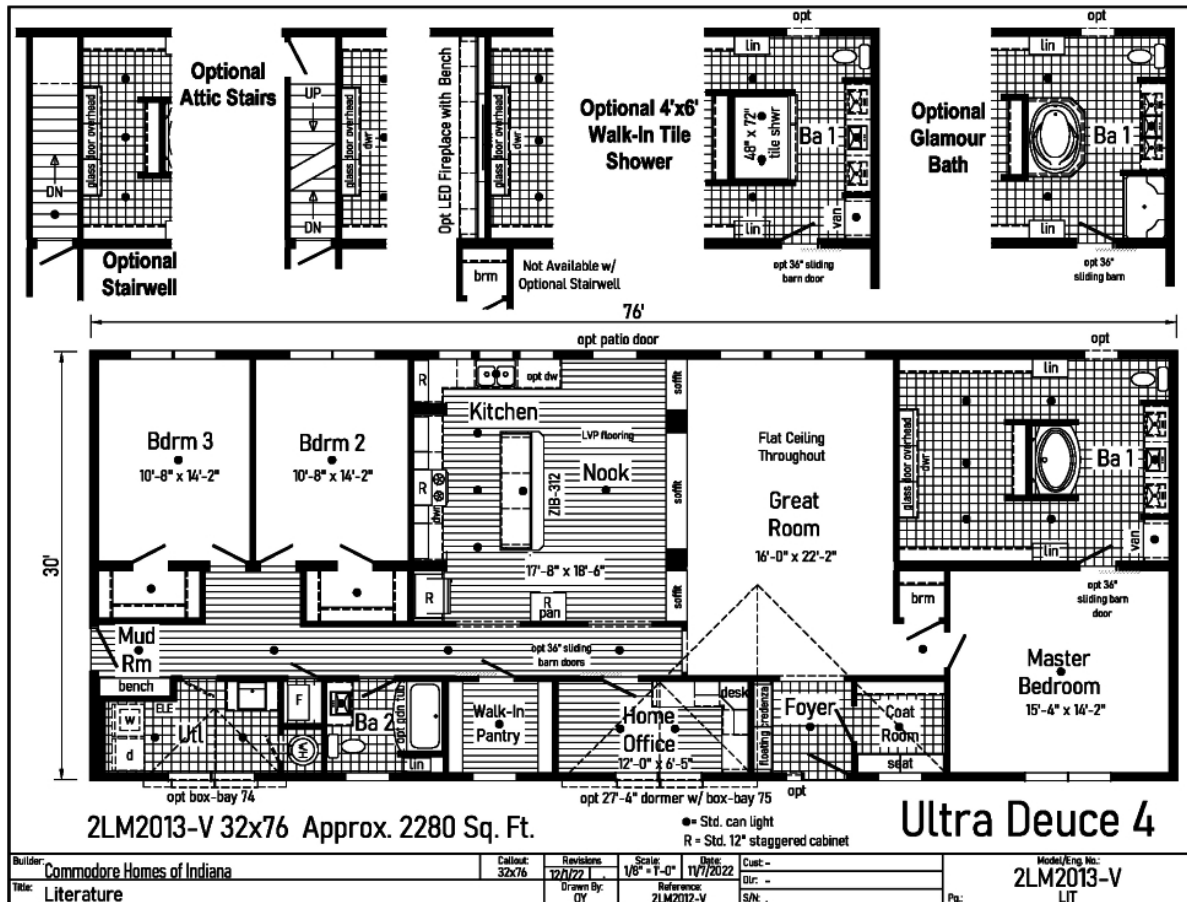 opt
opt
Optional
Attic Stairs
UP
DN
DN
glass door overhead
glass door overhead
dwr
Opt LED Fireplace with Bench
glass door overhead
dwr
Optional 4'x6'
Walk-In Tile
Shower
lin
48" X 72"
tile shwr
Ba 1
lin
van
opt 36" sliding
barn door
Optional
Glamour
Bath
lin
Ba 1
lin
opt 36"
sliding barn
Optional
Stairwell
brm
Not Available w/
Optional Stairwell
76'
opt patio door
opt
30'
Bdrm 3
10'-8" x 14'-2"
Bdrm 2
10'-8" x 14'-2"
R
opt dw
Kitchen
LVP flooring
Nook
ZIB-312
R
dwr
17'-8" x 18'-6"
R
R
pan
soffit
soffit
soffit
Flat Ceiling
Throughout
Great
Room
16'-0" x 22'-2"
lin
glass door overhead
dwr
Ba 1
lin
van
opt 36"
sliding barn
door
brm
Master
Bedroom
15'-4" x 14'-2"
Mud
Rm
bench
opt 36" sliding
barn doors
ELE
W
d
Utl
F
WH
Ba 2
opt gdn tub
lin
Walk-In
Pantry
Home
Office
12'-0" x 6'-5"
desk
floating credenza
Foyer
Coat
Room
seat
opt box-bay 74
opt 27'-4" dormer w/ box-bay 75
opt
2LM2013-V 32x76 Approx. 2280 Sq. Ft.
●= Std. can light
R = Std. 12" staggered cabinet
Ultra Deuce 4
Builder: Commodore Homes of Indiana
Callout: 32x76
Revisions 12/1/22
Scale: 1/8" = 1'-0"
Date: 11/7/2022
Cust: -
Dlr: -
S/N: .
Model/Eng. No.: 2LM2013-V
Title: Literature
Drawn By: OY
Reference: 2LM2012-V
Pg.: LIT